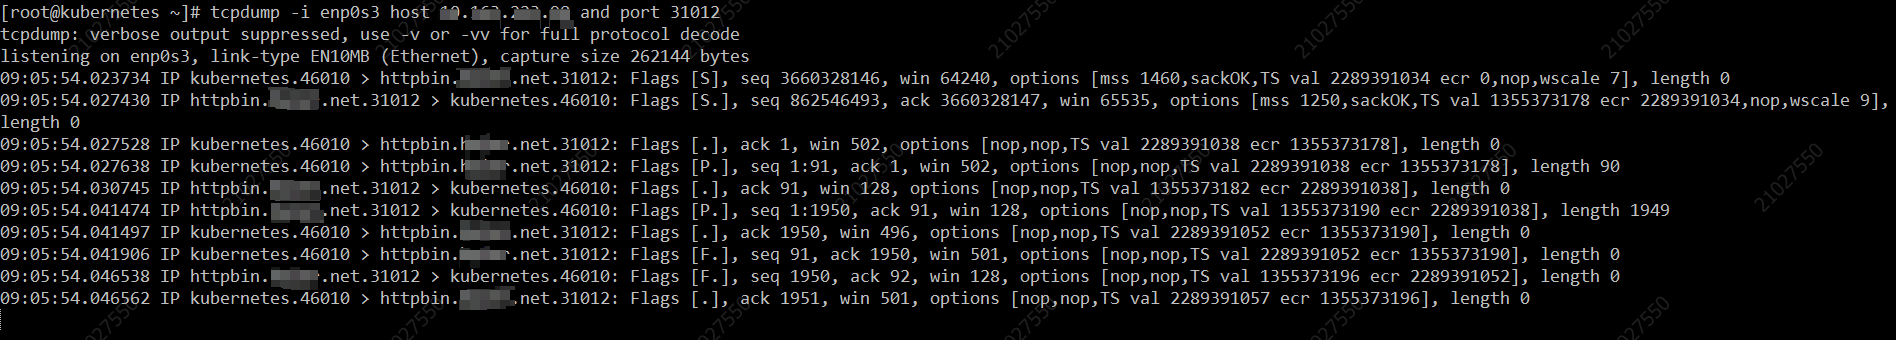 [root@kubernetes ~]# tcpdump -i enp0s3 host and port 31012
tcpdump: verbose output suppressed, use -v or -vv for full protocol decode
listening on enp0s3, link-type EN10MB (Ethernet), capture size 262144 bytes
09:05:54.023734 IP kubernetes.46010 > httpbin. .net.31012: Flags [S], seq 3660328146, win 64240, options [mss 1460,sackOK,TS val 2289391034 ecr 0,nop,wscale 7], length 0
09:05:54.027430 IP httpbin. .net.31012 > kubernetes.46010: Flags [S.], seq 862546493, ack 3660328147, win 65535, options [mss 1250,sackOK,TS val 1355373178 ecr 2289391034,nop,wscale 9],
length 0
09:05:54.027528 IP kubernetes.46010 > httpbin. .net.31012: Flags [.], ack 1, win 502, options [nop,nop,TS val 2289391038 ecr 1355373178], length 0
09:05:54.027638 IP kubernetes.46010 > httpbin. .net.31012: Flags [P.], seq 1:91, ack 1, win 502, options [nop,nop,TS val 2289391038 ecr 1355373178], length 90
09:05:54.030745 IP httpbin. .net.31012 > kubernetes.46010: Flags [.], ack 91, win 128, options [nop,nop,TS val 1355373182 ecr 2289391038], length 0
09:05:54.041474 IP httpbin. .net.31012 > kubernetes.46010: Flags [P.], seq 1:1950, ack 91, win 128, options [nop,nop,TS val 1355373190 ecr 2289391038], length 1949
09:05:54.041497 IP kubernetes.46010 > httpbin. .net.31012: Flags [.], ack 1950, win 496, options [nop,nop,TS val 2289391052 ecr 1355373190], length 0
09:05:54.041906 IP kubernetes.46010 > httpbin. .net.31012: Flags [F.], seq 91, ack 1950, win 501, options [nop,nop,TS val 2289391052 ecr 1355373190], length 0
09:05:54.046538 IP httpbin. .net.31012 > kubernetes.46010: Flags [F.], seq 1950, ack 92, win 128, options [nop,nop,TS val 1355373196 ecr 2289391052], length 0
09:05:54.046562 IP kubernetes.46010 > httpbin. .net.31012: Flags [.], ack 1951, win 501, options [nop,nop,TS val 2289391057 ecr 1355373196], length 0
21027550
21027550
21027550
21027550
21027550
21027550
21027550
21027550
21027550
21027550
21027550